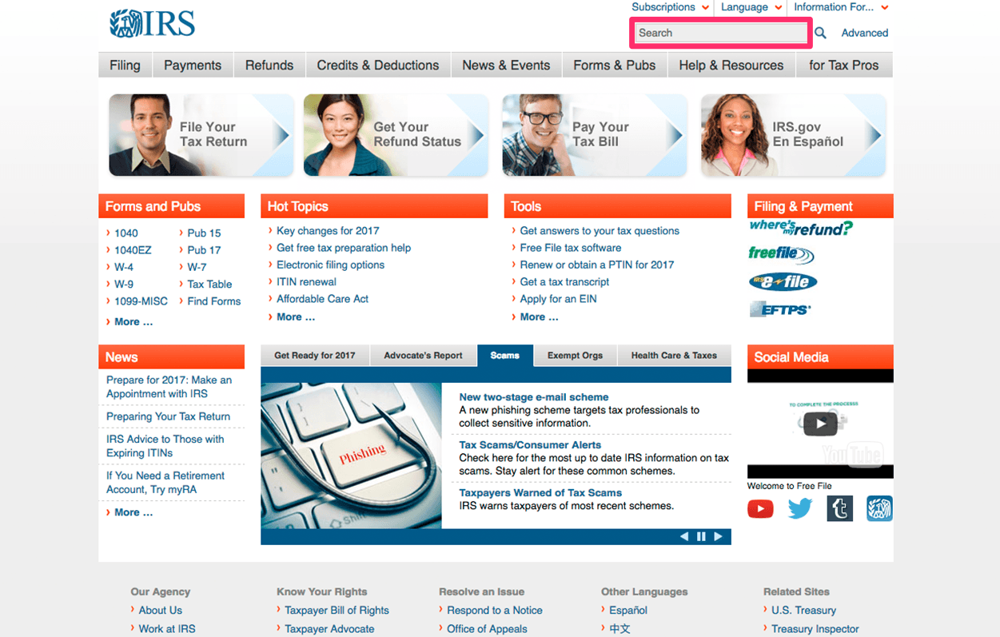 Subscriptions Language Information For...
IRS
Search Advanced
Filing Payments Refunds Credits & Deductions News & Events Forms & Pubs Help & Resources for Tax Pros
File Your
Tax Return
Get Your
Refund Status
Pay Your
Tax Bill
IRS.gov
En Español
Forms and Pubs
1040
1040EZ
W-4
W-9
1099-MISC
More ...
Pub 15
Pub 17
W-7
Tax Table
Find Forms
Hot Topics
Key changes for 2017
Get free tax preparation help
Electronic filing options
ITIN renewal
Affordable Care Act
More ...
Tools
Get answers to your tax questions
Free File tax software
Renew or obtain a PTIN for 2017
Get a tax transcript
Apply for an EIN
More ...
Filing & Payment
where's my refund?
freefile
IRS e-file
EFTPS
News
Prepare for 2017: Make an
Appointment with IRS
Preparing Your Tax Return
IRS Advice to Those with
Expiring ITINs
If You Need a Retirement
Account, Try myRA
More ...
Get Ready for 2017 Advocate's Report Scams Exempt Orgs Health Care & Taxes
Phishing
Shift
New two-stage e-mail scheme
A new phishing scheme targets tax professionals to
collect sensitive information.
Tax Scams/Consumer Alerts
Check here for the most up to date IRS information on tax
scams. Stay alert for these common schemes.
Taxpayers Warned of Tax Scams
IRS warns taxpayers of most recent schemes.
Social Media
TO COMPLETE THE PROCESS
YouTube
Welcome to Free File
t
Our Agency
About Us
Work at IRS
Know Your Rights
Taxpayer Bill of Rights
Taxpayer Advocate
Resolve an Issue
Respond to a Notice
Office of Appeals
Other Languages
Español
中文
Related Sites
U.S. Treasury
Treasury Inspector